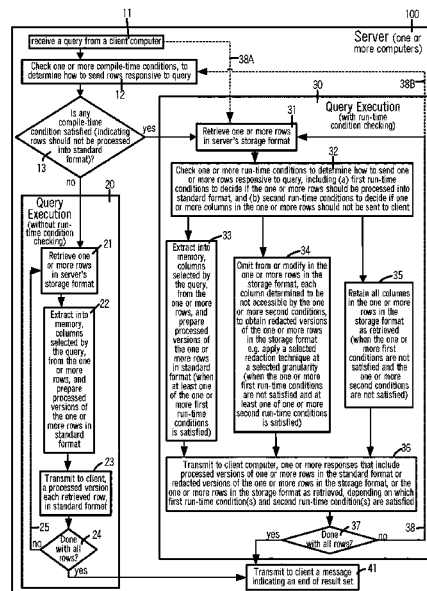 100
11
Server (one or
more computers)
receive a query from a client computer
38A
38B
Check one or more compile-time conditions, to
determine how to send rows responsive to query
12
30
Query Execution
(with run-time
condition checking)
Is any
compile-time
condition satisfied (indicating
rows should not be processed
into standard
format)?
13
yes
no
31
Retrieve one or more rows
in server's storage format
32
Check one or more run-time conditions to determine how to send one
or more rows responsive to query, including (a) first run-time
conditions to decide if the one or more rows should be processed into
standard format, and (b) second run-time conditions to decide if one
or more columns in the one or more rows should not be sent to client
20
Query
Execution
(without run-time
condition
checking)
21
Retrieve one
or more rows
in server's
storage format
22
Extract into
memory,
columns
selected by
the query,
from the one
or more
rows, and
prepare
processed
versions of
the one or
more rows in
standard
format
23
Transmit to client,
a processed version
each retrieved row,
in standard format
25
24
Done
with all
rows?
no
yes
33
Extract into
memory,
columns
selected by
the query,
from the one
or more
rows, and
prepare
processed
versions of
the one or
more rows
in standard
format (when
at least one
of the one or
more first
run-time
conditions
is satisfied)
34
Omit from or modify in the
one or more rows in the
storage format, each
column determined to be
not accessible by the one
or more second conditions,
to obtain redacted versions
of the one or more rows in
the storage format
e.g. apply a selected
redaction technique at
a selected granularity
(when the one or more
first run-time conditions
are not satisfied and at
least one of one or more
second run-time conditions
is satisfied)
35
Retain all columns
in the one or more
rows in the
storage format
as retrieved
(when the one or
more first
conditions are
not satisfied and
the one or more
second
conditions are
not satisfied)
36
Transmit to client computer, one or more responses that include
processed versions of one or more rows in the standard format or
redacted versions of the one or more rows in the storage format, or the
one or more rows in the storage format as retrieved, depending on which
first run-time condition(s) and second run-time condition(s) are satisfied
37
Done
with all rows?
no
38
yes
41
Transmit to client a message
indicating an end of result set